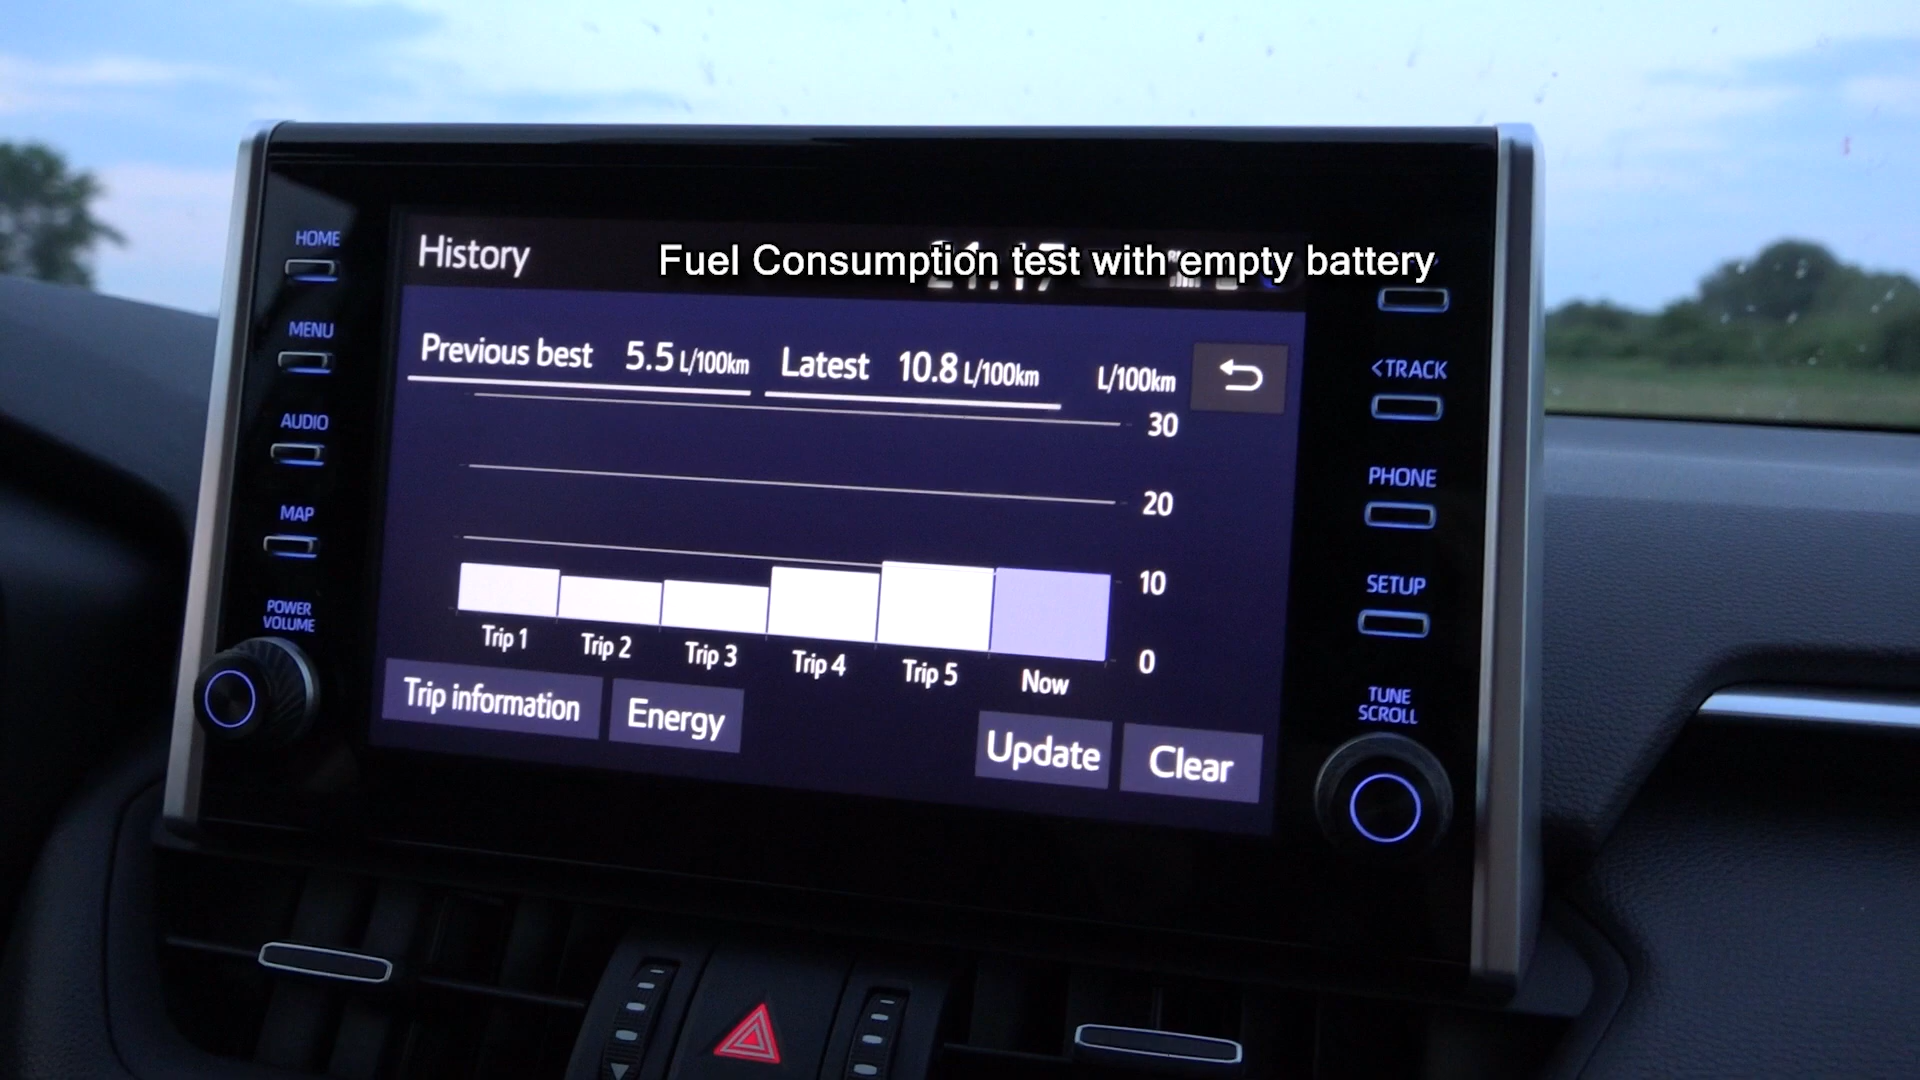 Fuel Consumption test with empty battery
History
Previous best 5.5 L/100km Latest 10.8 L/100km L/100km
30
20
10
0
Trip 1 Trip 2 Trip 3 Trip 4 Trip 5 Now
Trip information Energy Update Clear
HOME
MENU
AUDIO
MAP
POWER
VOLUME
<TRACK
PHONE
SETUP
TUNE
SCROLL